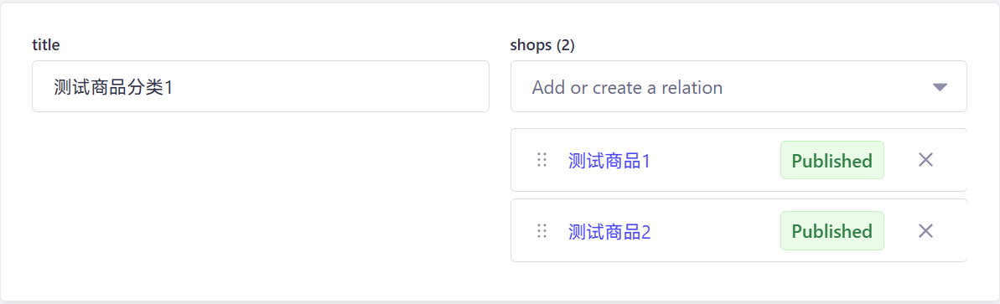 title
测试商品分类1
shops (2)
Add or create a relation
测试商品1 Published
测试商品2 Published